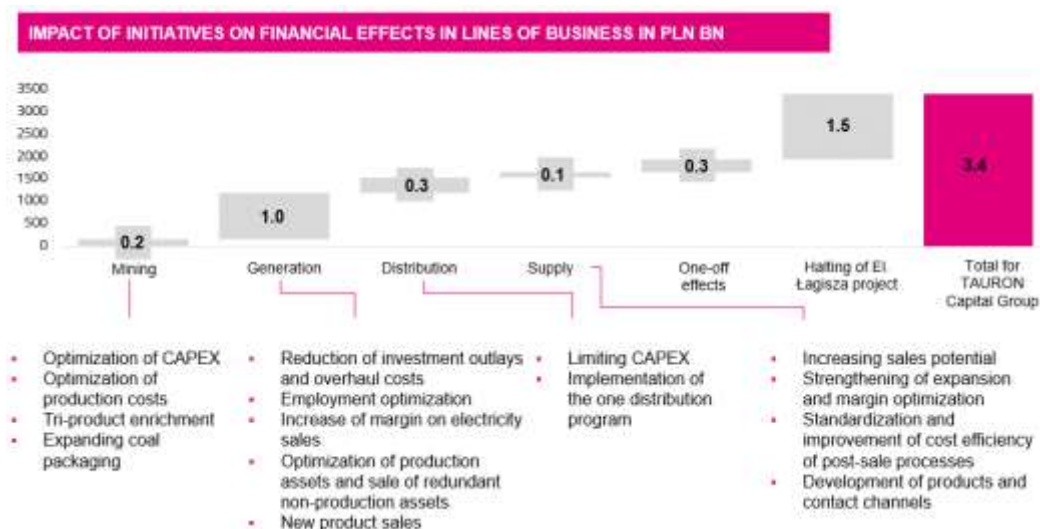 IMPACT OF INITIATIVES ON FINANCIAL EFFECTS IN LINES OF BUSINESS IN PLN BN
3500
3000
2500
2000
1500
1000
500
0
0.2
1.0
0.3
0.1
0.3
1.5
3.4
Mining
Generation
Distribution
Supply
One-off
effects
Halting of El.
Łagisza project
Total for
TAURON
Capital Group
• Optimization of CAPEX
• Optimization of
production costs
• Tri-product enrichment
• Expanding coal
packaging
• Reduction of investment outlays
and overhaul costs
• Employment optimization
• Increase of margin on electricity
sales
• Optimization of production
assets and sale of redundant
non-production assets
• New product sales
• Limiting CAPEX
• Implementation of
the one distribution
program
• Increasing sales potential
• Strengthening of expansion
and margin optimization
• Standardization and
improvement of cost efficiency
of post-sale processes
• Development of products and
contact channels